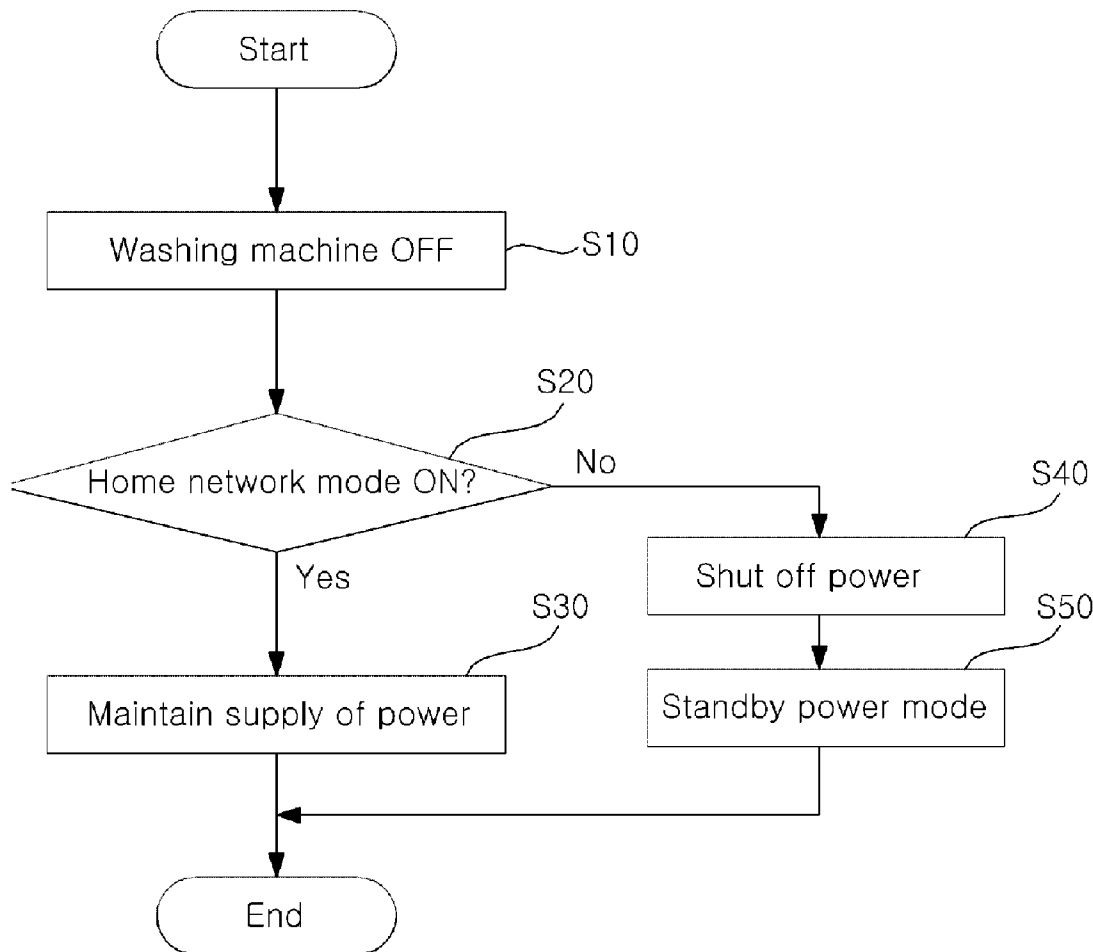 Start
Washing machine OFF
S10
S20
Home network mode ON?
No
S40
Shut off power
Yes
S30
S50
Maintain supply of power
Standby power mode
End